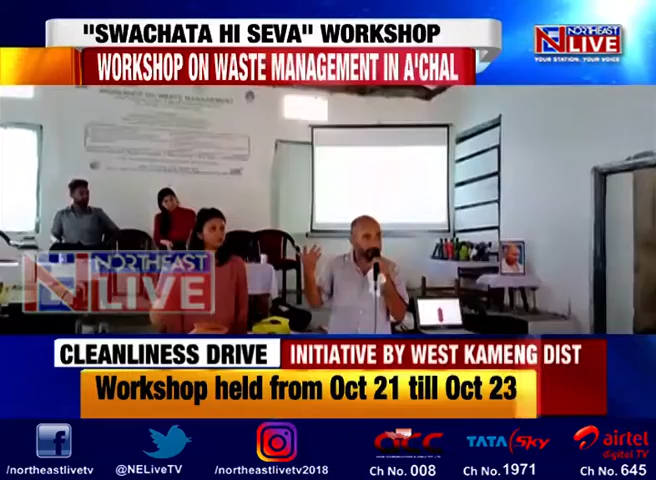 "SWACHATA HI SEVA" WORKSHOP
WORKSHOP ON WASTE MANAGEMENT IN A'CHAL
NORTHEAST
LIVE
YOUR STATION, YOUR VOICE
WASTE MANAGEMENT
NORTHEAST
LIVE
CLEANLINESS DRIVE
INITIATIVE BY WEST KAMENG DIST
Workshop held from Oct 21 till Oct 23
/northeastlivetv
@NELiveTV
/northeastlivetv2018
Ch No. 008
TATA Sky
Ch No. 1971
airtel
digital TV
Ch No. 645